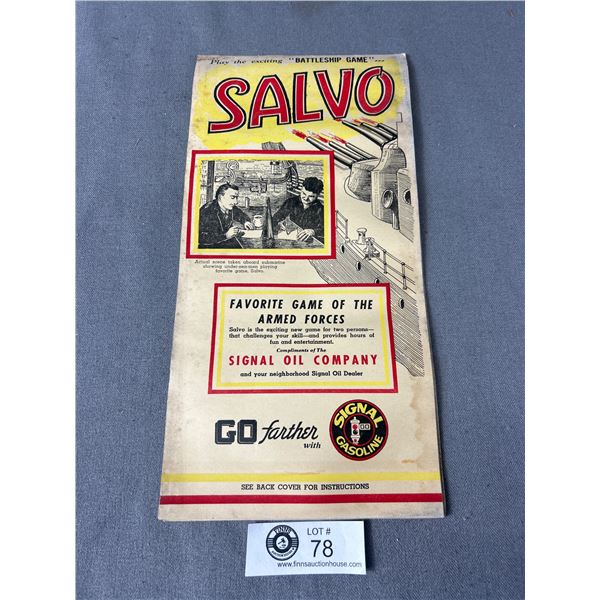 Play the exciting "BATTLESHIP GAME"...
SALVO
Actual scene taken aboard submarine
showing under-sea-men playing
favorite game, Salvo.
FAVORITE GAME OF THE
ARMED FORCES
Salvo is the exciting new game for two persons—
that challenges your skill—and provides hours of
fun and entertainment.
Compliments of The
SIGNAL OIL COMPANY
and your neighborhood Signal Oil Dealer
GO farther
with
SIGNAL
GO
GASOLINE
SEE BACK COVER FOR INSTRUCTIONS
FINNS
LOT #
78
www.finnsauctionhouse.com